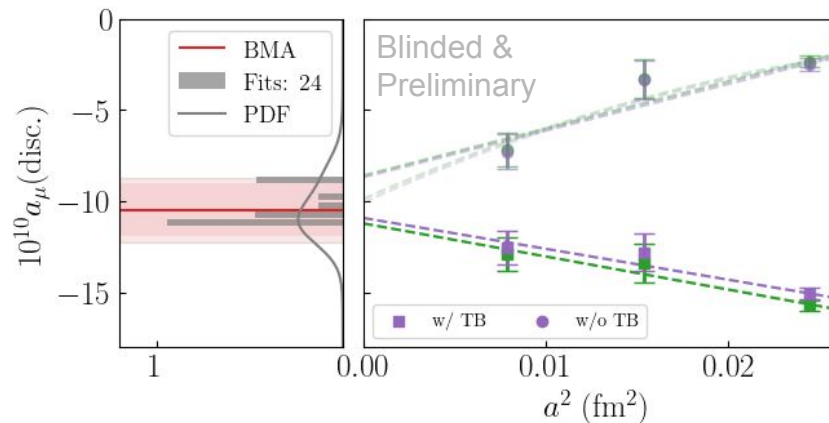 0
−5
−10
−15
10¹⁰a_μ(disc.)
BMA
Fits: 24
PDF
1
Blinded &
Preliminary
w/ TB
w/o TB
0.00
0.01
0.02
a² (fm²)